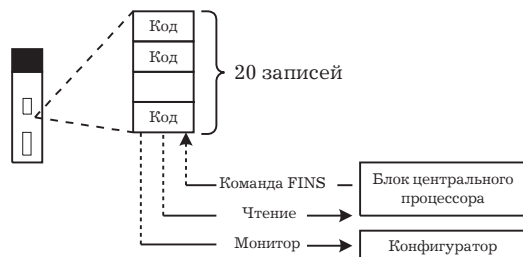 Код
Код
20 записей
Код
Команда FINS
Блок центрального
процессора
Чтение
Монитор
Конфигуратор